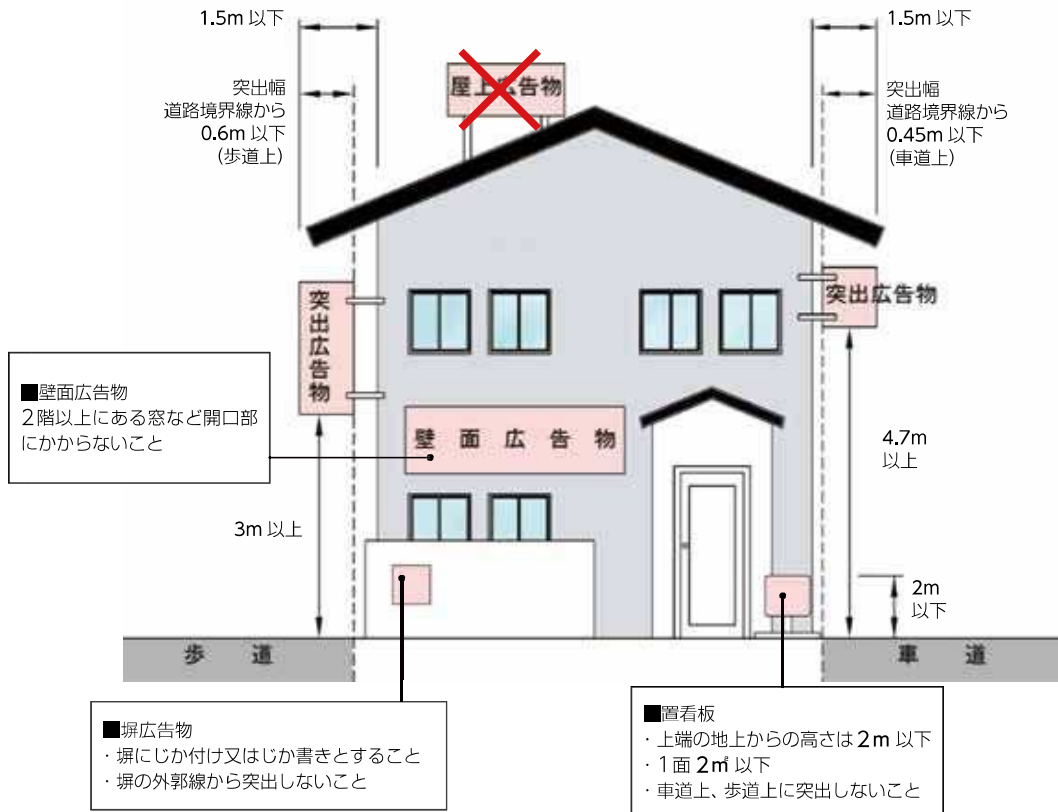 1.5m 以下
1.5m 以下
突出幅
道路境界線から
0.6m 以下
(歩道上)
屋上広告物
突出幅
道路境界線から
0.45m 以下
(車道上)
突出広告物
突出広告物
■壁面広告物
2階以上にある窓など開口部
にかからないこと
壁面広告物
4.7m
以上
3m 以上
2m
以下
歩道
車道
■塀広告物
・塀にじか付け又はじか書きとすること
・塀の外郭線から突出しないこと
■置看板
・上端の地上からの高さは 2m 以下
・1面 2㎡ 以下
・車道上、歩道上に突出しないこと